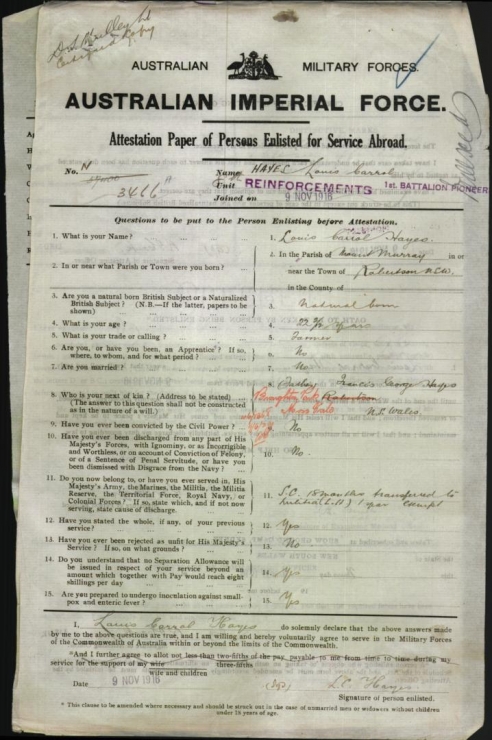 Certified Copy
AUSTRALIAN MILITARY FORCES.
AUSTRALIAN IMPERIAL FORCE.
Attestation Paper of Persons Enlisted for Service Abroad.
No. N 3466 A Name HAYES Louis Carrol
Unit REINFORCEMENTS 1st. BATTALION PIONEER
Joined on 9 NOV 1916
Questions to be put to the Person Enlisting before Attestation.
1. What is your Name? ... 1. Louis Carrol Hayes
2. In or near what Parish or Town were you born? ... 2. In the Parish of Mount Murray in or
near the Town of Robertson N.S.W.
in the County of
3. Are you a natural born British Subject or a Naturalized
British Subject? (N.B.—If the latter, papers to be
shown) 3. Natural born
4. What is your age? ... 4. years
5. What is your trade or calling? ... 5. Farmer
6. Are you, or have you been, an Apprentice? If so,
where, to whom, and for what period? ... 6. No
7. Are you married? ... 7. No
8. Who is your next of kin? (Address to be stated)
(The answer to this question shall not be construed
as in the nature of a will.) ... 8. Father Francis George Hayes
Robertson
Moss Vale N.S. Wales
9. Have you ever been convicted by the Civil Power? ... 9. No
10. Have you ever been discharged from any part of His
Majesty's Forces, with Ignominy, or as Incorrigible
and Worthless, or on account of Conviction of Felony,
or of a Sentence of Penal Servitude, or have you
been dismissed with Disgrace from the Navy? 10. No.
11. Do you now belong to, or have you ever served in, His
Majesty's Army, the Marines, the Militia, the Militia
Reserve, the Territorial Force, Royal Navy, or
Colonial Forces? If so, state which, and if not now
serving, state cause of discharge. 11. S.C. 18 months transferred to
1 year exempt
12. Have you stated the whole, if any, of your previous
service? ... 12. Yes
13. Have you ever been rejected as unfit for His Majesty's
Service? If so, on what grounds? ... 13. No
14. Do you understand that no Separation Allowance will
be issued in respect of your service beyond an
amount which together with Pay would reach eight
shillings per day 14. Yes
15. Are you prepared to undergo inoculation against small-
pox and enteric fever? ... 15. Yes
I, Louis Carrol Hayes do solemnly declare that the above answers made
by me to the above questions are true, and I am willing and hereby voluntarily agree to serve in the Military Forces
of the Commonwealth of Australia within or beyond the limits of the Commonwealth.
*And I further agree to allot not less than two-fifths of the pay payable to me from time to time during my
three-fifths
service for the support of my wife
wife and children
Date 9 NOV 1916 (Sgd) L C Hayes
Signature of person enlisted.
* This clause to be amended where necessary and should be struck out in the case of unmarried men or widowers without children
under 18 years of age.